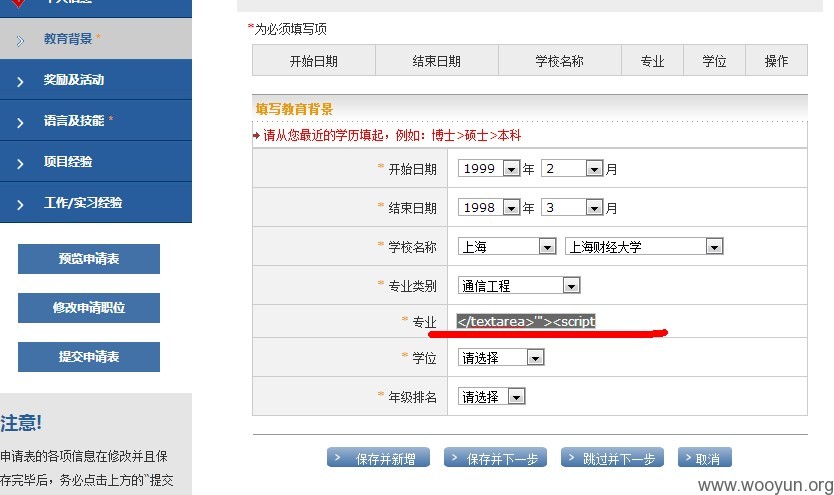 个人信息
教育背景 *
奖励及活动
语言及技能 *
项目经验
工作/实习经验
预览申请表
修改申请职位
提交申请表
注意!
申请表的各项信息在修改并且保
存完毕后，务必点击上方的“提交
*为必须填写项
开始日期 结束日期 学校名称 专业 学位 操作
填写教育背景
请从您最近的学历填起，例如：博士>硕士>本科
* 开始日期 1999 年 2 月
* 结束日期 1998 年 3 月
* 学校名称 上海 上海财经大学
* 专业类别 通信工程
* 专业 </textarea>'"><script
* 学位 请选择
* 年级排名 请选择
保存并新增 保存并下一步 跳过并下一步 取消
www.wooyun.org